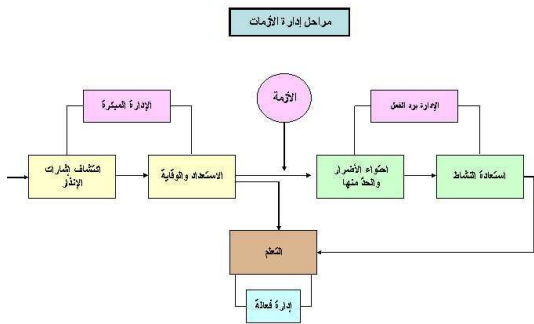 مراحل إدارة الأزمات
الأزمة
الإدارة المبكرة
الإدارة برد الفعل
اكتشاف إشارات
الإنذار
الاستعداد والوقاية
احتواء الأضرار
والحد منها
استعادة النشاط
التعلم
إدارة فعالة